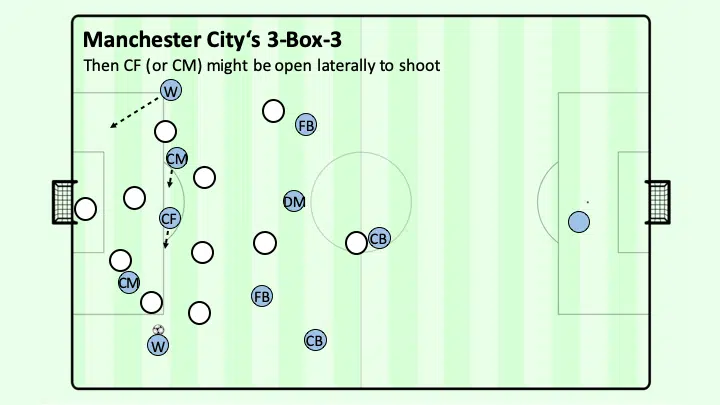 Manchester City‘s 3-Box-3
Then CF (or CM) might be open laterally to shoot
W
FB
CM
DM
CF
CB
CM
FB
W
CB